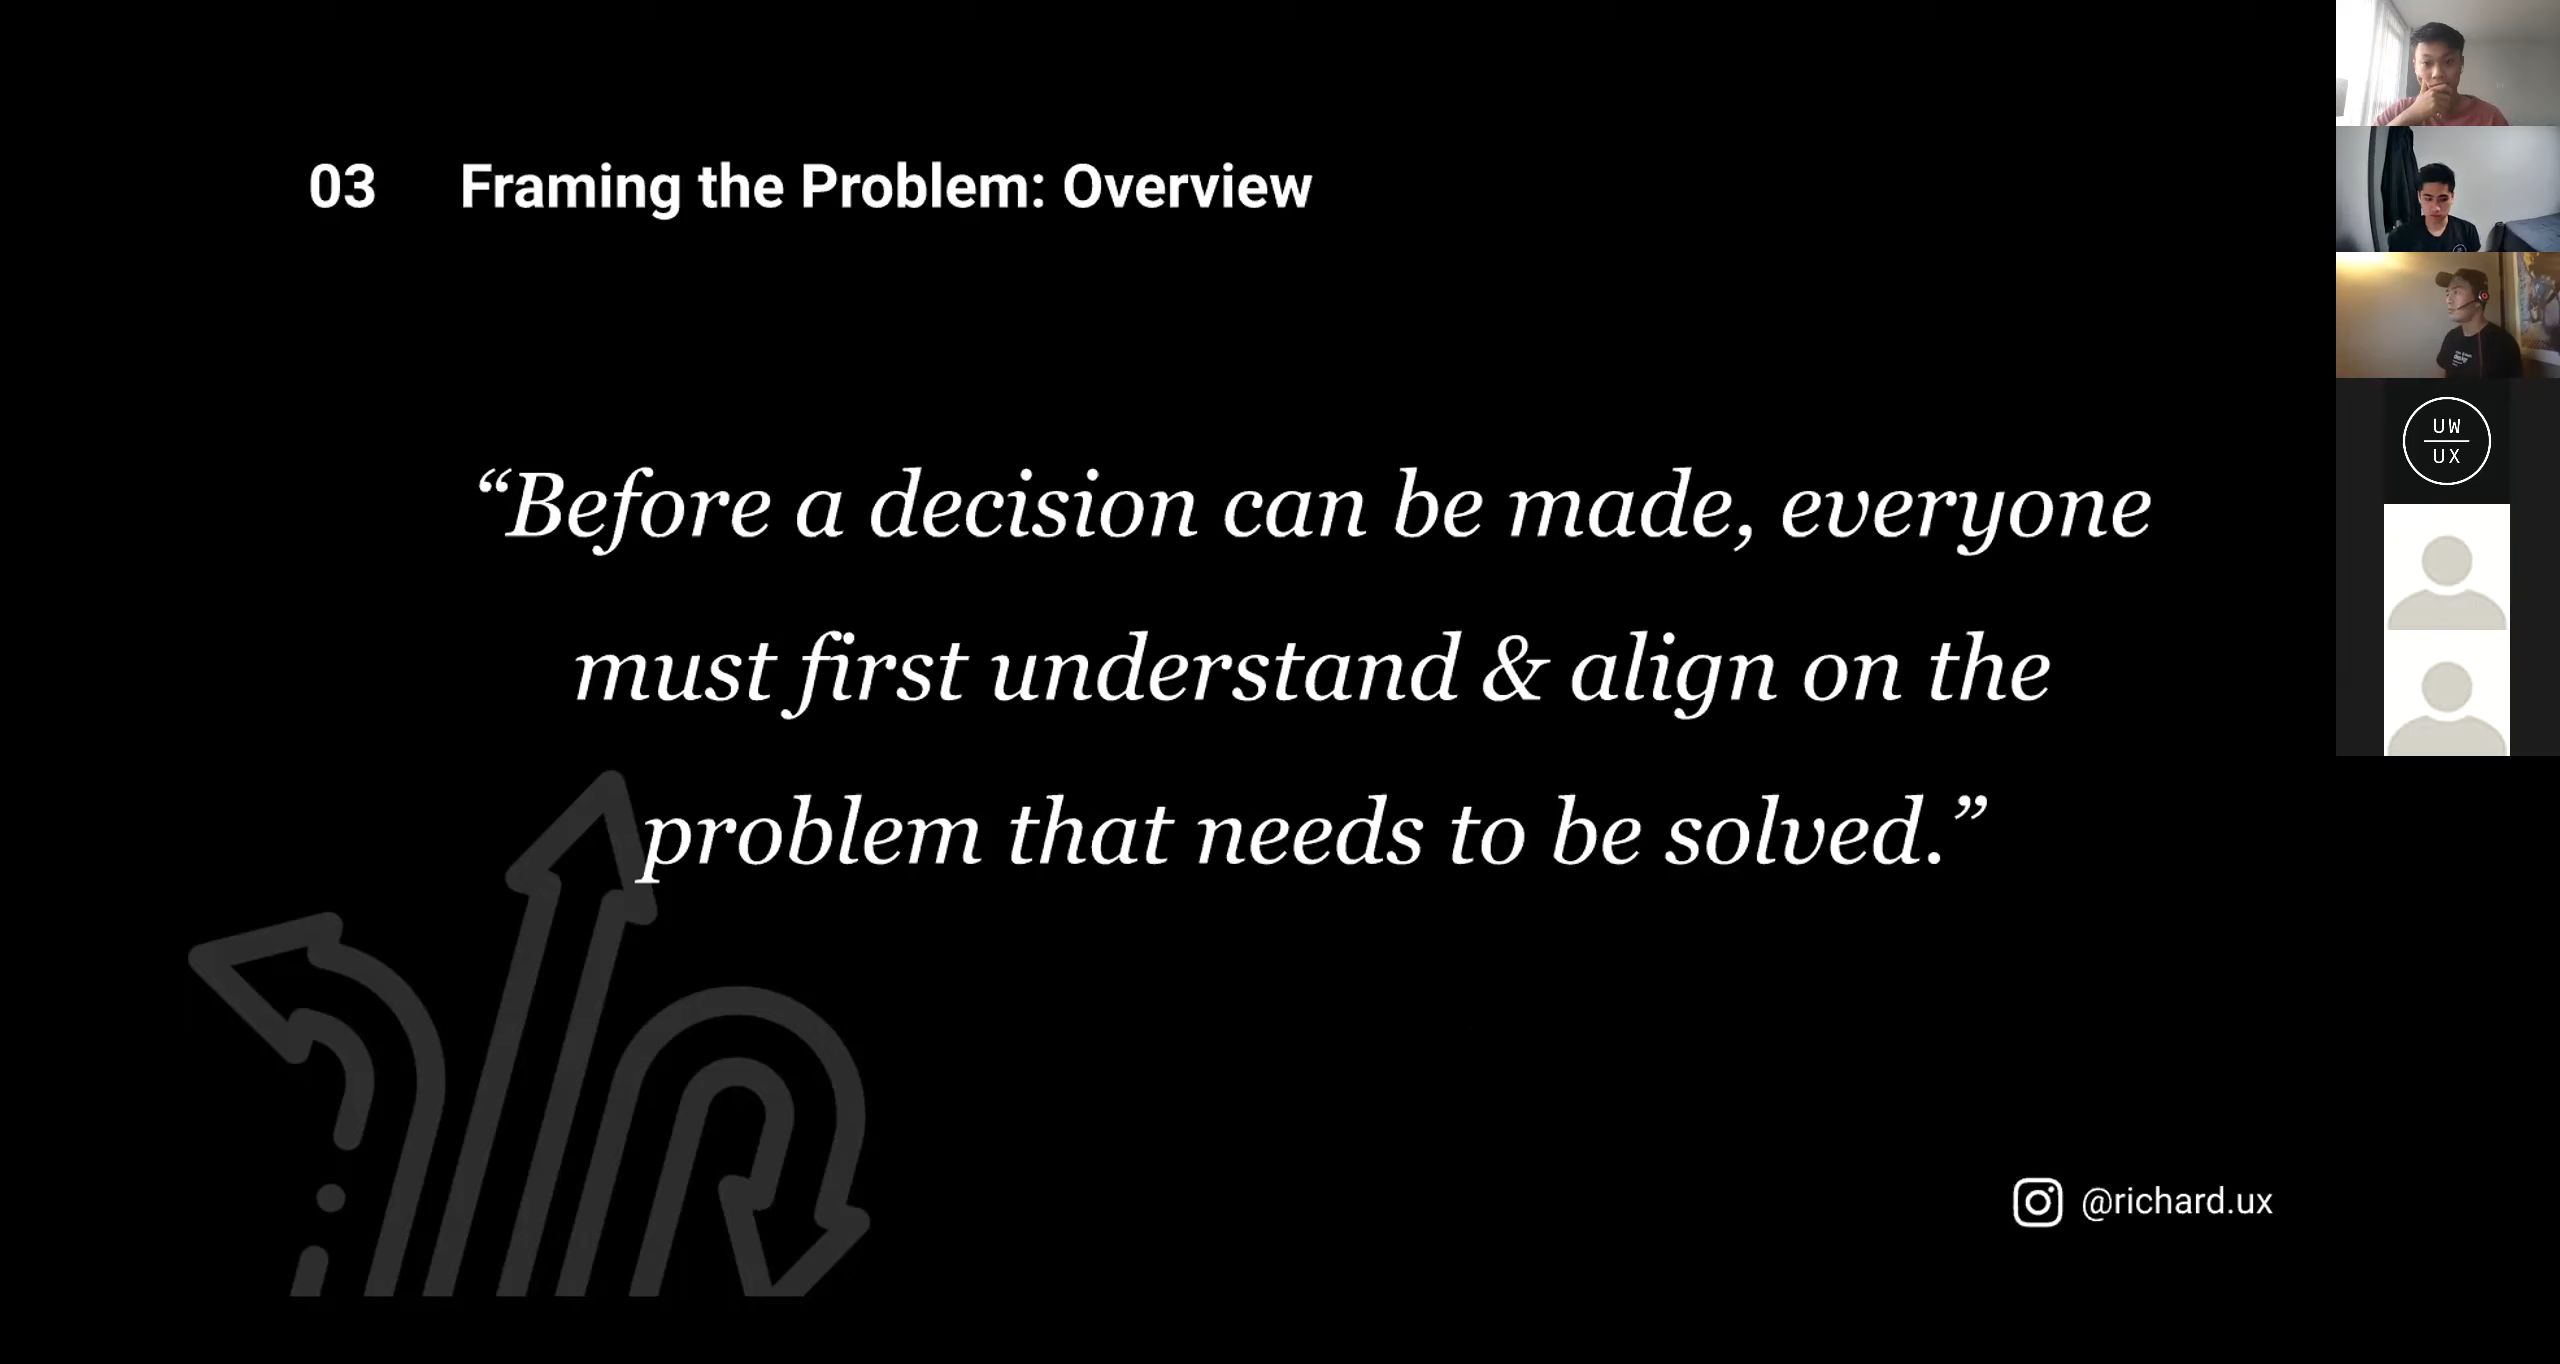 03 Framing the Problem: Overview
“Before a decision can be made, everyone
must first understand & align on the
problem that needs to be solved.”
@richard.ux
UW
UX